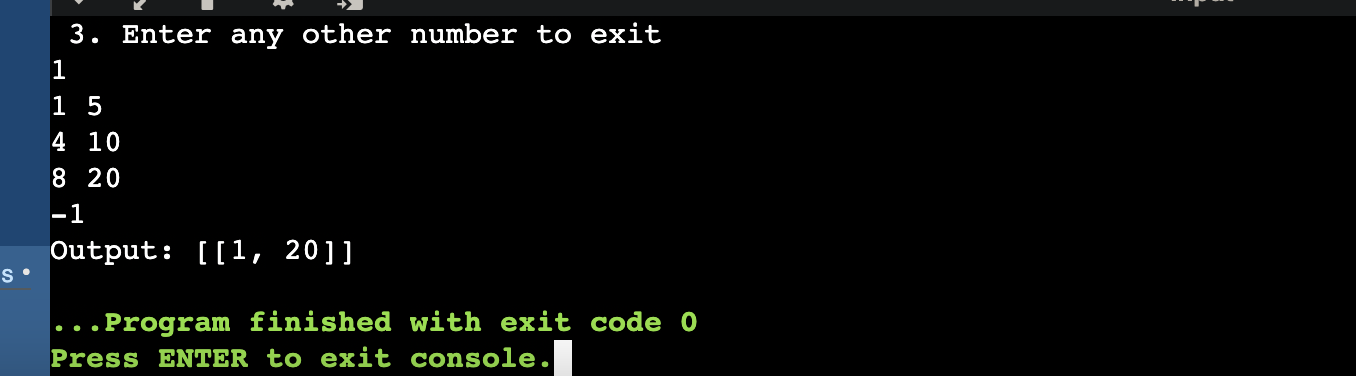 3. Enter any other number to exit
1
1 5
4 10
8 20
-1
Output: [[1, 20]]
s
...Program finished with exit code 0
Press ENTER to exit console.